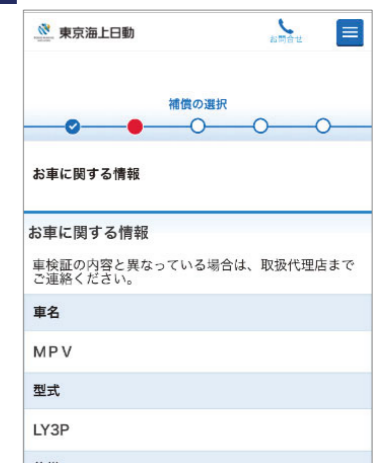 東京海上日動
お問合せ
補償の選択
お車に関する情報
お車に関する情報
車検証の内容と異なっている場合は、取扱代理店まで
ご連絡ください。
車名
ＭＰＶ
型式
LY3P